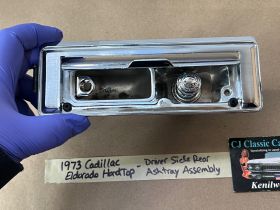 1973 Cadillac - Driver Side Rear
Eldorado HardTop - Ashtray Assembly
CJ Classic Ca
Kenilw